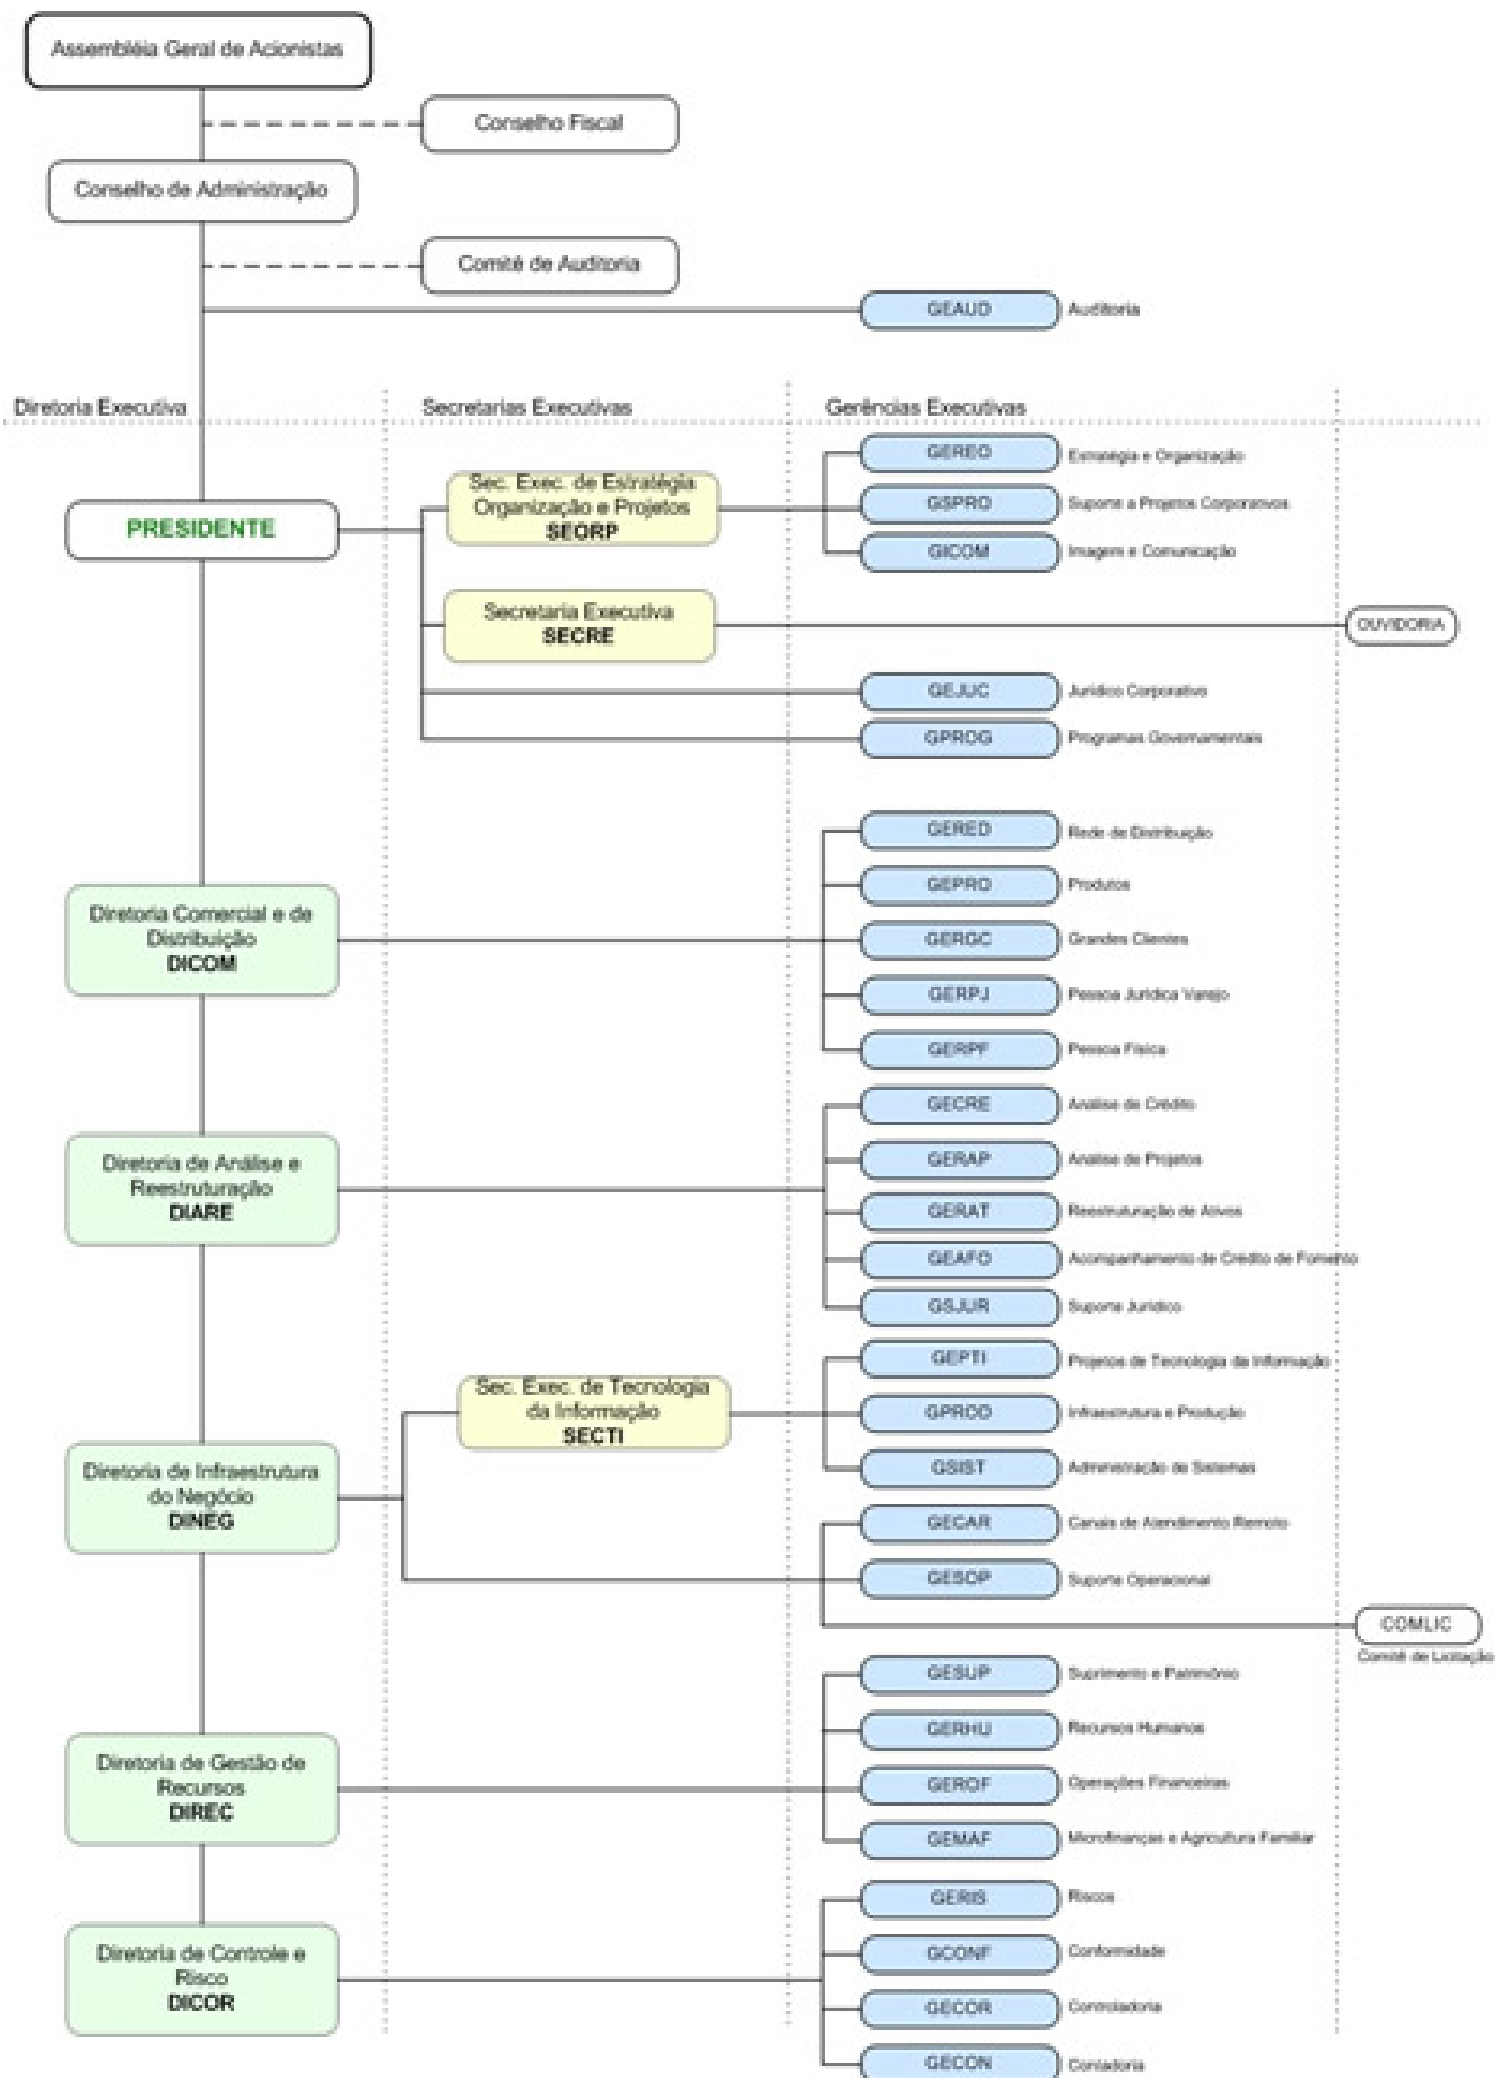 Assembléia Geral de Acionistas
Conselho Fiscal
Conselho de Administração
Comitê de Auditoria
GEAUD Auditoria
Diretoria Executiva
Secretarias Executivas
Gerências Executivas
GEREO Estratégia e Organização
Sec. Exec. de Estratégia
Organização e Projetos
SEORP
GSPRO Suporte a Projetos Corporativos
PRESIDENTE
GICOM Imagem e Comunicação
Secretaria Executiva
SECRE
OUVIDORIA
GEJUC Jurídico Corporativo
GPROG Programas Governamentais
GERED Rede de Distribuição
GEPRO Produtos
Diretoria Comercial e de
Distribuição
DICOM
GERGC Grandes Clientes
GERPJ Pessoa Jurídica Varejo
GERPF Pessoa Física
GECRE Análise de Crédito
GERAP Análise de Projetos
Diretoria de Análise e
Reestruturação
DIARE
GERAT Reestruturação de Ativos
GEAFO Acompanhamento de Crédito de Fomento
GSJUR Suporte Jurídico
GEPTI Projetos de Tecnologia da Informação
Sec. Exec. de Tecnologia
da Informação
SECTI
GPROD Infraestrutura e Produção
GSIST Administração de Sistemas
Diretoria de Infraestrutura
do Negócio
DINEG
GECAR Canais de Atendimento Remoto
GESOP Suporte Operacional
COMLIC
Comitê de Licitação
GESUP Suprimento e Patrimônio
GERHU Recursos Humanos
Diretoria de Gestão de
Recursos
DIREC
GEROF Operações Financeiras
GEMAF Microfinanças e Agricultura Familiar
GERIS Riscos
GCONF Conformidade
Diretoria de Controle e
Risco
DICOR
GECOR Controladoria
GECON Contadoria